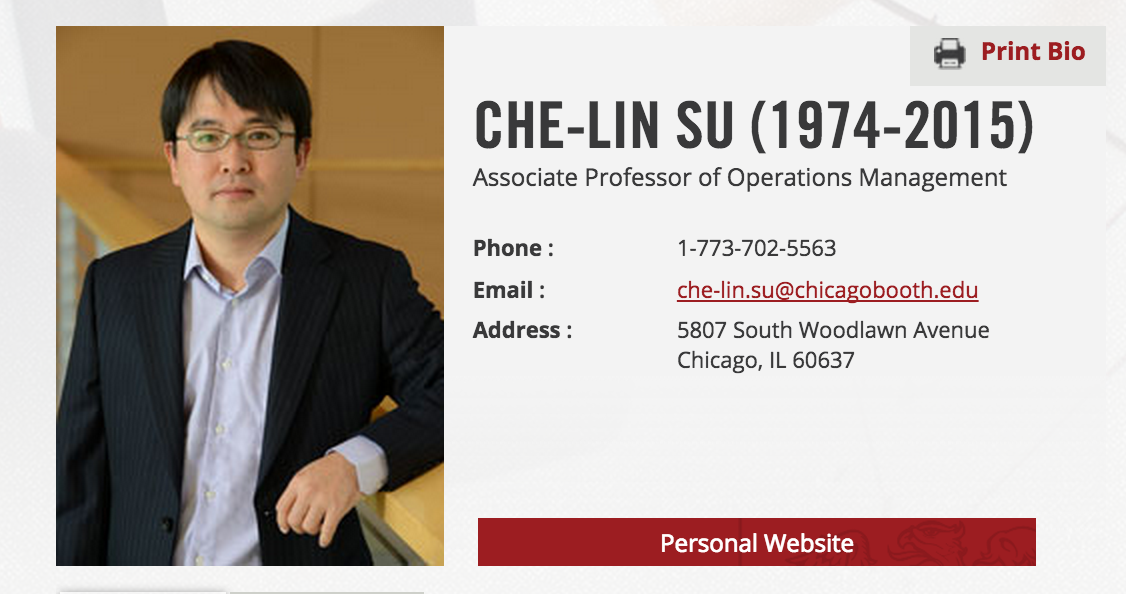 Print Bio
CHE-LIN SU (1974-2015)
Associate Professor of Operations Management
Phone : 1-773-702-5563
Email : che-lin.su@chicagobooth.edu
Address : 5807 South Woodlawn Avenue
Chicago, IL 60637
Personal Website